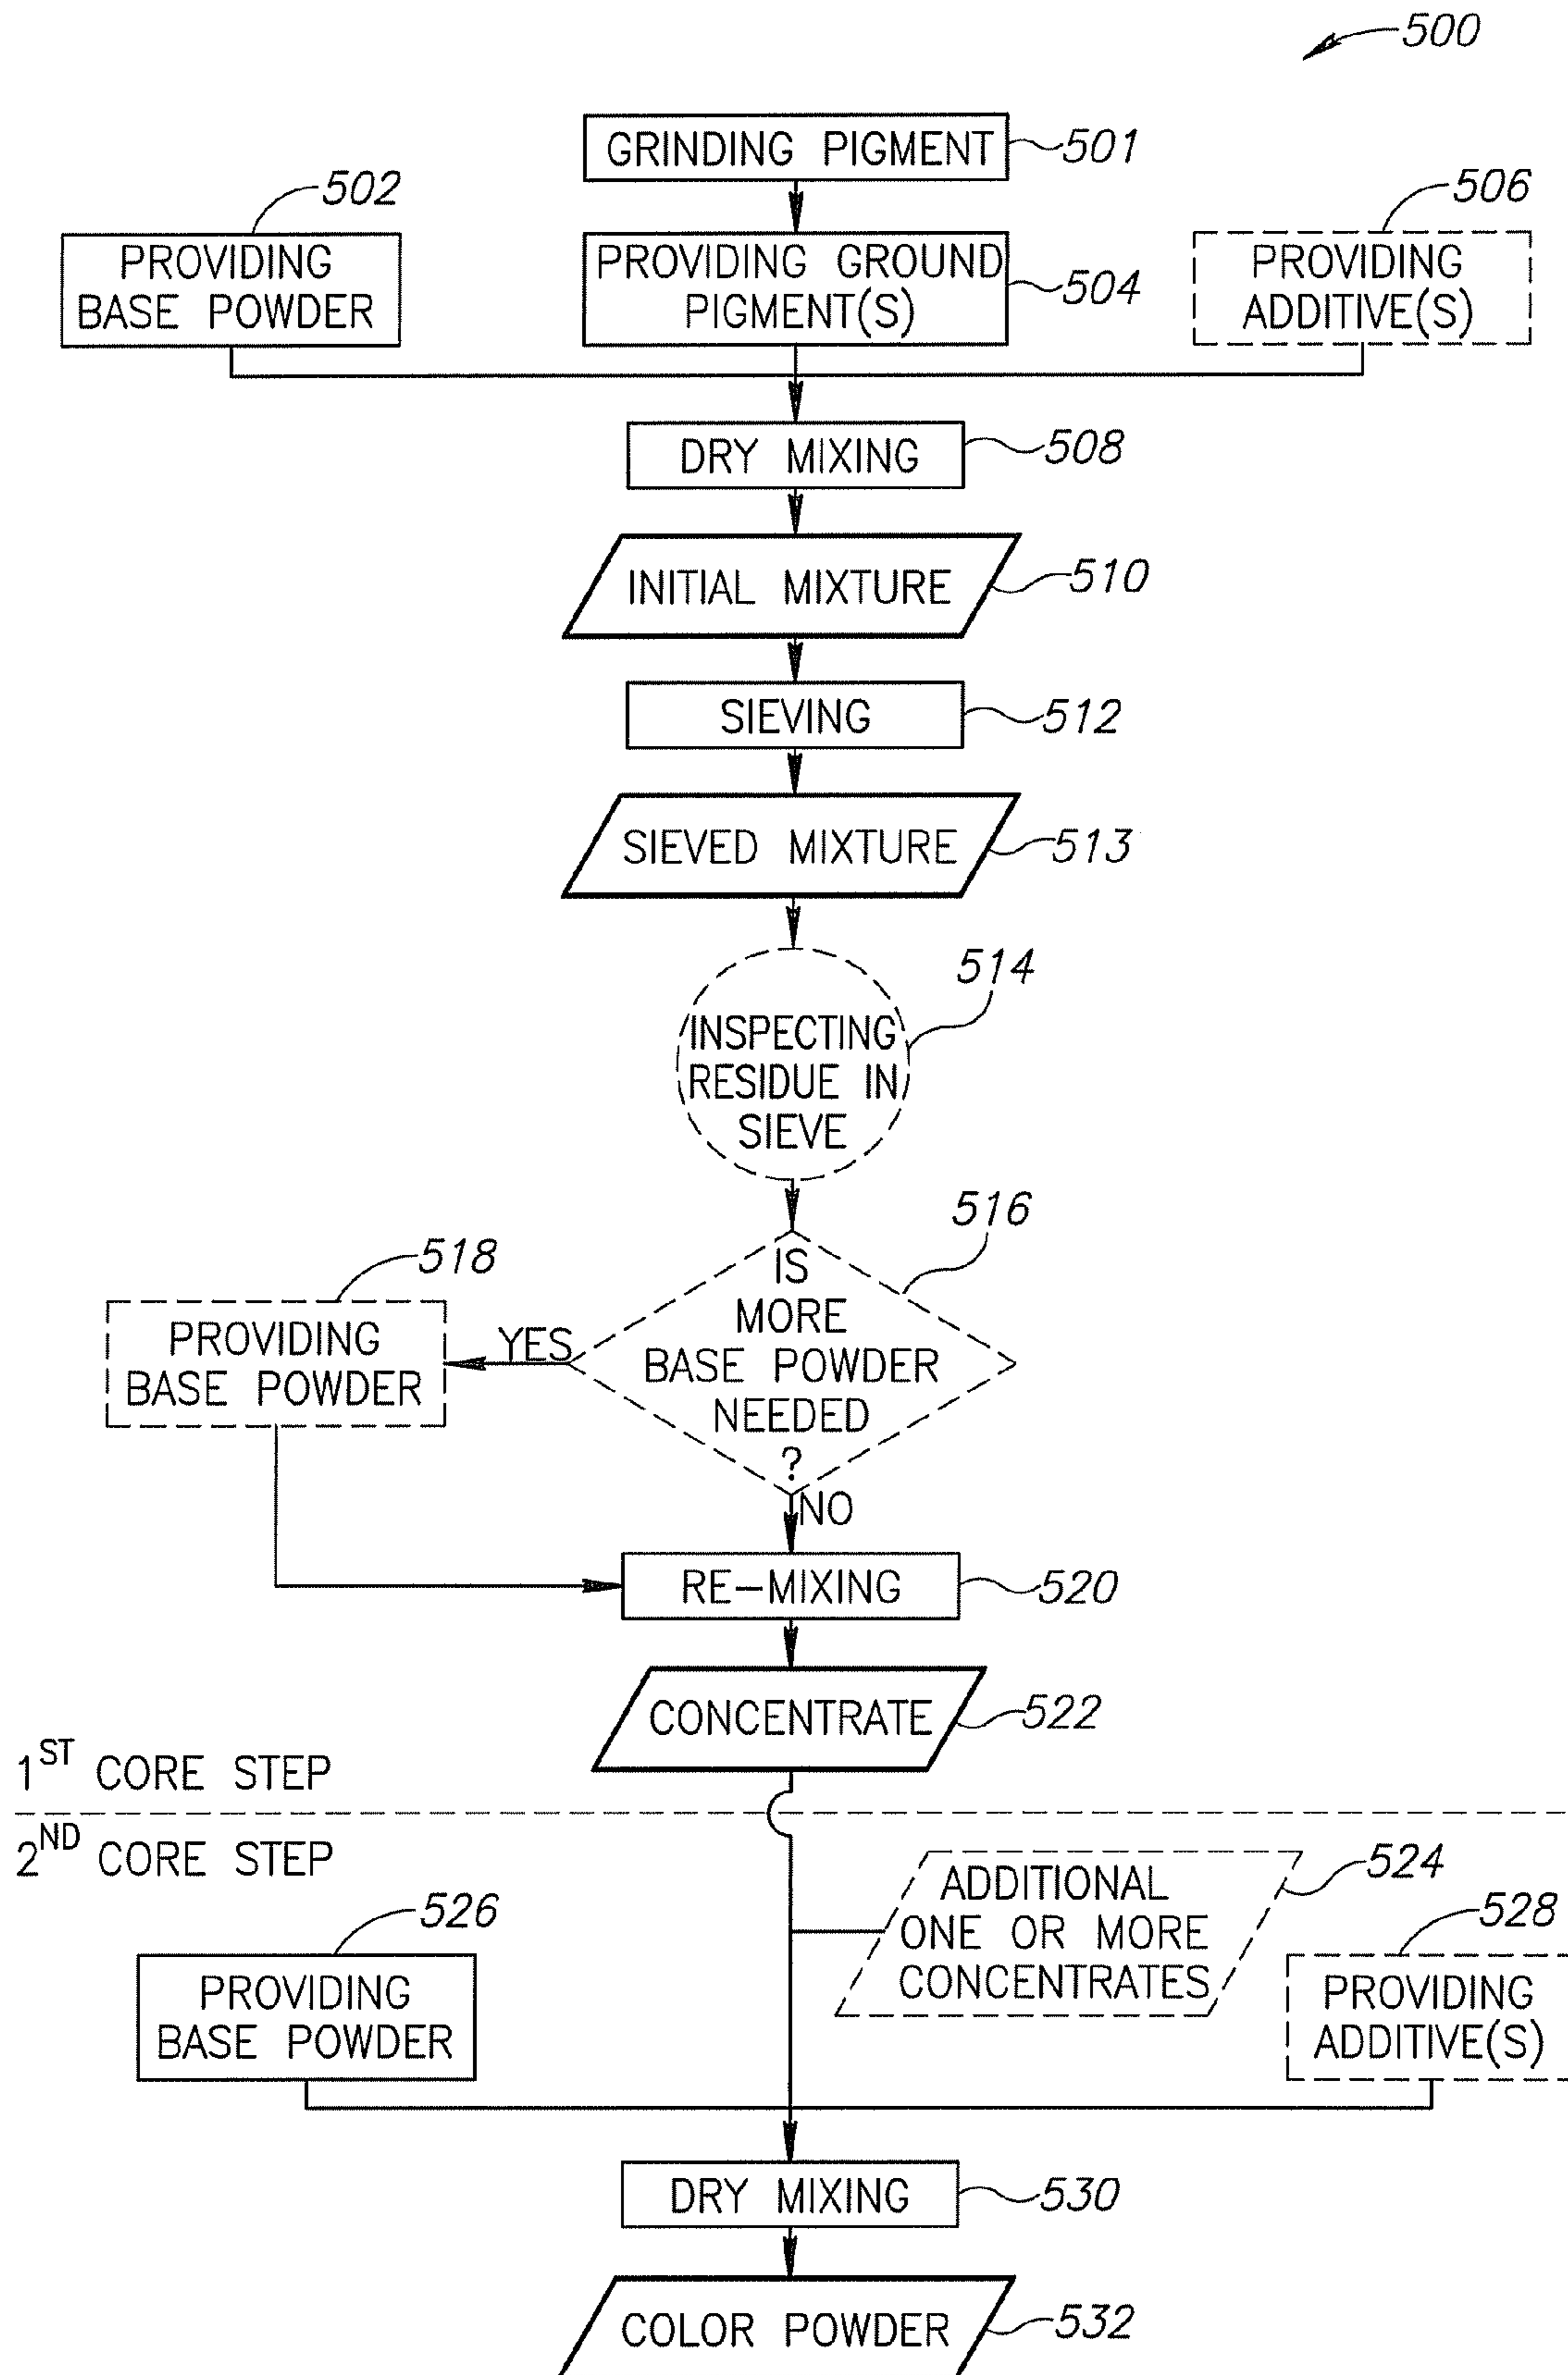 500
GRINDING PIGMENT
501
502
506
PROVIDING
BASE POWDER
PROVIDING GROUND
PIGMENT(S)
504
PROVIDING
ADDITIVE(S)
DRY MIXING
508
INITIAL MIXTURE
510
SIEVING
512
SIEVED MIXTURE
513
514
INSPECTING
RESIDUE IN
SIEVE
516
518
IS
MORE
BASE POWDER
NEEDED
?
YES
PROVIDING
BASE POWDER
NO
RE-MIXING
520
CONCENTRATE
522
1ST CORE STEP
2ND CORE STEP
524
ADDITIONAL
ONE OR MORE
CONCENTRATES
526
528
PROVIDING
BASE POWDER
PROVIDING
ADDITIVE(S)
DRY MIXING
530
COLOR POWDER
532